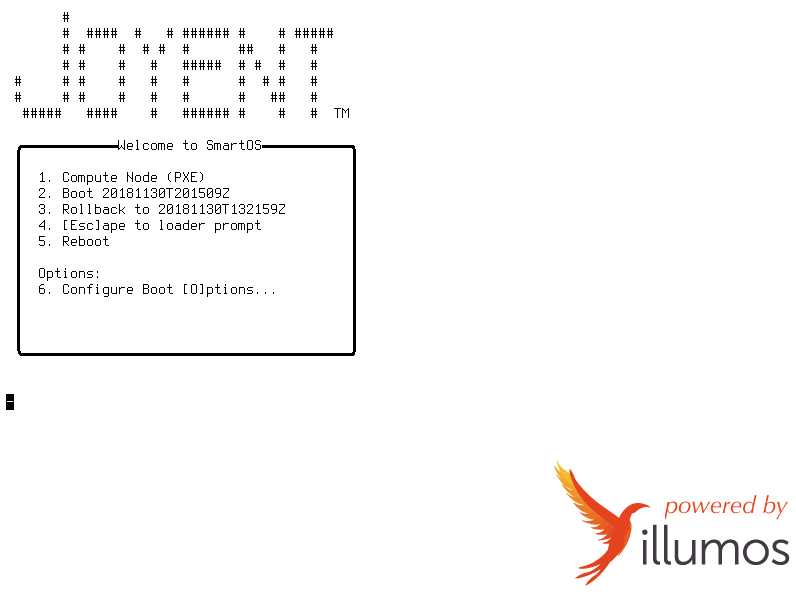 JOYENT TM
Welcome to SmartOS
1. Compute Node (PXE)
2. Boot 20181130T201509Z
3. Rollback to 20181130T132159Z
4. [Esc]ape to loader prompt
5. Reboot
Options:
6. Configure Boot [O]ptions...
powered by
illumos